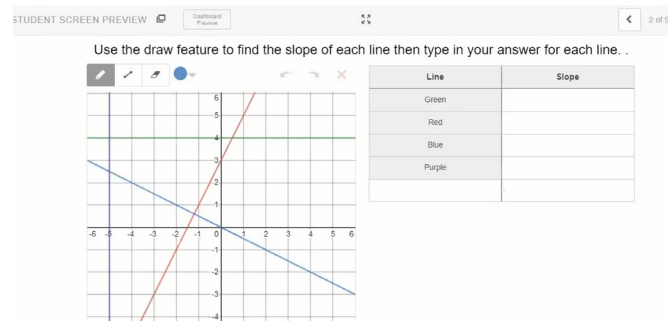 STUDENT SCREEN PREVIEW
Dashboard Preview
2 of 9
Use the draw feature to find the slope of each line then type in your answer for each line. .
Line Slope
Green
Red
Blue
Purple
6
5
4
3
2
1
-6 -5 -4 -3 -2 -1 0 1 2 3 4 5 6
-1
-2
-3
-4